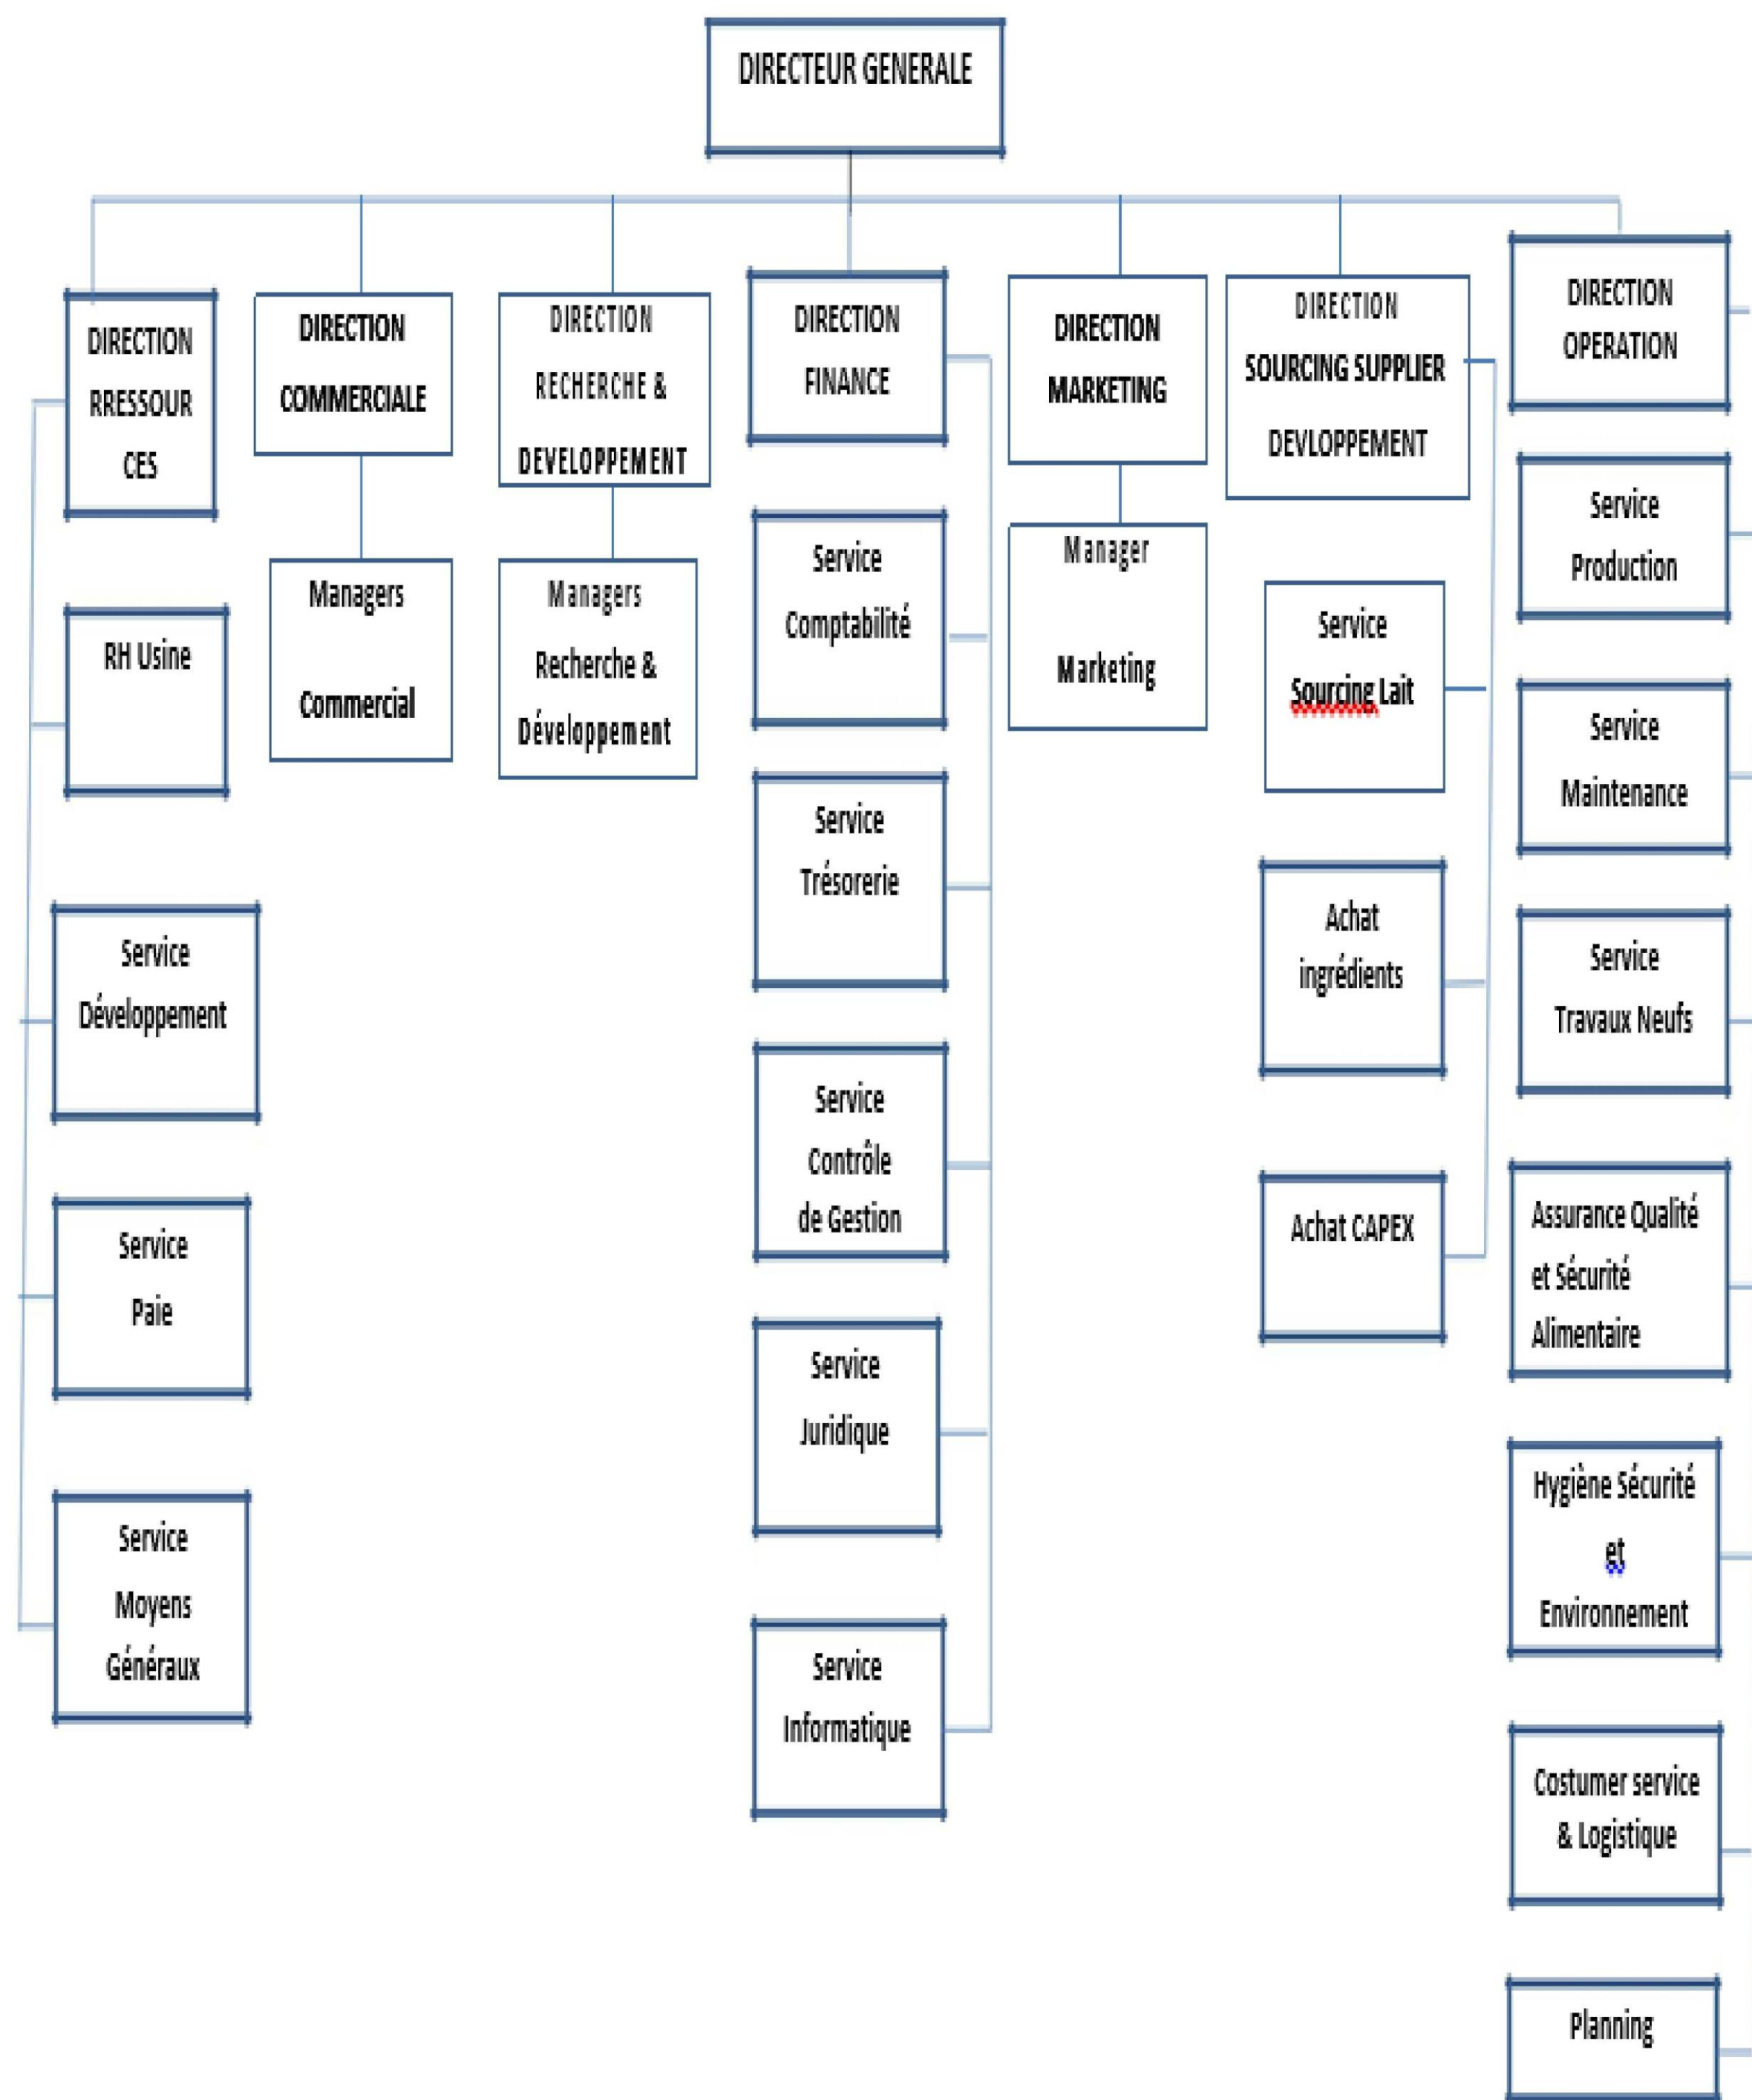 DIRECTEUR GENERALE
DIRECTION
RRESSOUR
CES
RH Usine
Service
Développement
Service
Paie
Service
Moyens
Généraux
DIRECTION
COMMERCIALE
Managers
Commercial
DIRECTION
RECHERCHE &
DEVELOPPEMENT
Managers
Recherche &
Développement
DIRECTION
FINANCE
Service
Comptabilité
Service
Trésorerie
Service
Contrôle
de Gestion
Service
Juridique
Service
Informatique
DIRECTION
MARKETING
Manager
Marketing
DIRECTION
SOURCING SUPPLIER
DEVLOPPEMENT
Service
Sourcing Lait
Achat
ingrédients
Achat CAPEX
DIRECTION
OPERATION
Service
Production
Service
Maintenance
Service
Travaux Neufs
Assurance Qualité
et Sécurité
Alimentaire
Hygiène Sécurité
et
Environnement
Costumer service
& Logistique
Planning